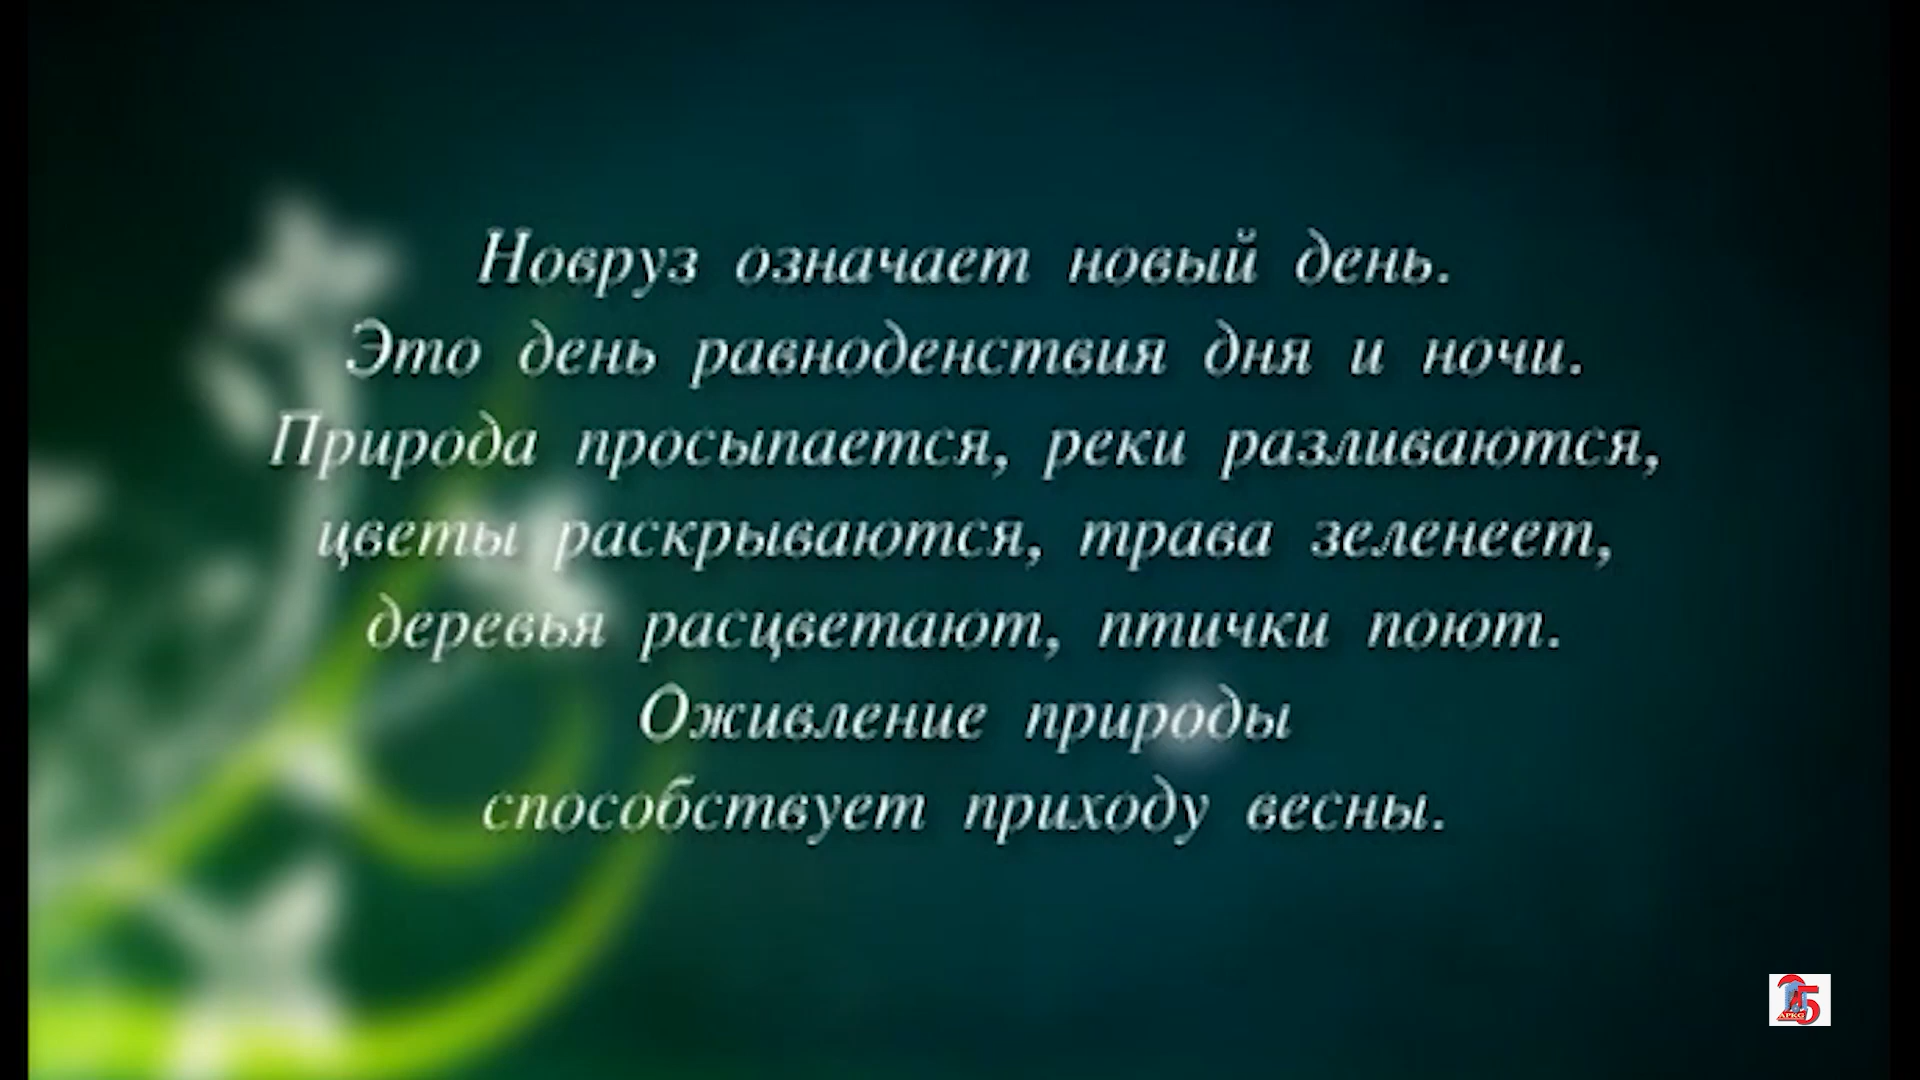 Новруз означает новый день.
Это день равноденствия дня и ночи.
Природа просыпается, реки разливаются,
цветы раскрываются, трава зеленеет,
деревья расцветают, птички поют.
Оживление природы
способствует приходу весны.
25